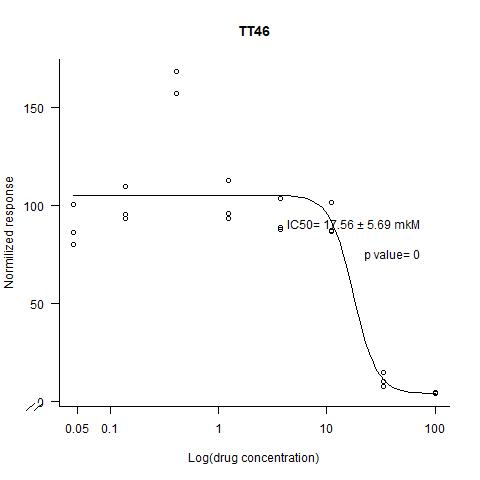 TT46
Normilized response
150
100
50
0
IC50= 17.56 ± 5.69 mkM
p value= 0
0.05 0.1 1 10 100
Log(drug concentration)